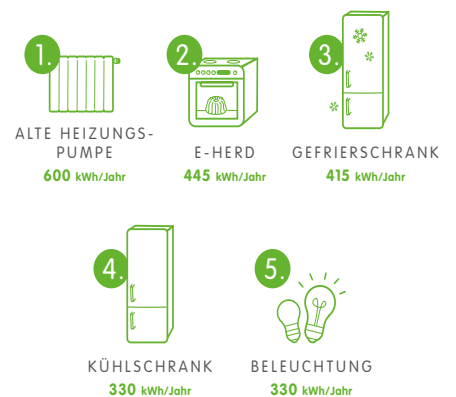 1.
ALTE HEIZUNGS-
PUMPE
600 kWh/Jahr
2.
E-HERD
445 kWh/Jahr
3.
GEFRIERSCHRANK
415 kWh/Jahr
4.
KÜHLSCHRANK
330 kWh/Jahr
5.
BELEUCHTUNG
330 kWh/Jahr